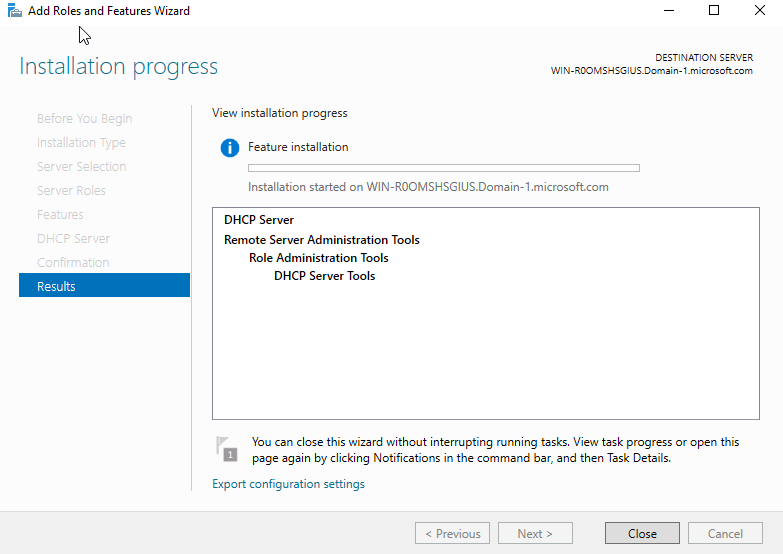 Add Roles and Features Wizard
Installation progress
DESTINATION SERVER
WIN-R0OMSHSGIUS.Domain-1.microsoft.com
Before You Begin
Installation Type
Server Selection
Server Roles
Features
DHCP Server
Confirmation
Results
View installation progress
Feature installation
Installation started on WIN-R0OMSHSGIUS.Domain-1.microsoft.com
DHCP Server
Remote Server Administration Tools
Role Administration Tools
DHCP Server Tools
1
You can close this wizard without interrupting running tasks. View task progress or open this
page again by clicking Notifications in the command bar, and then Task Details.
Export configuration settings
< Previous
Next >
Close
Cancel